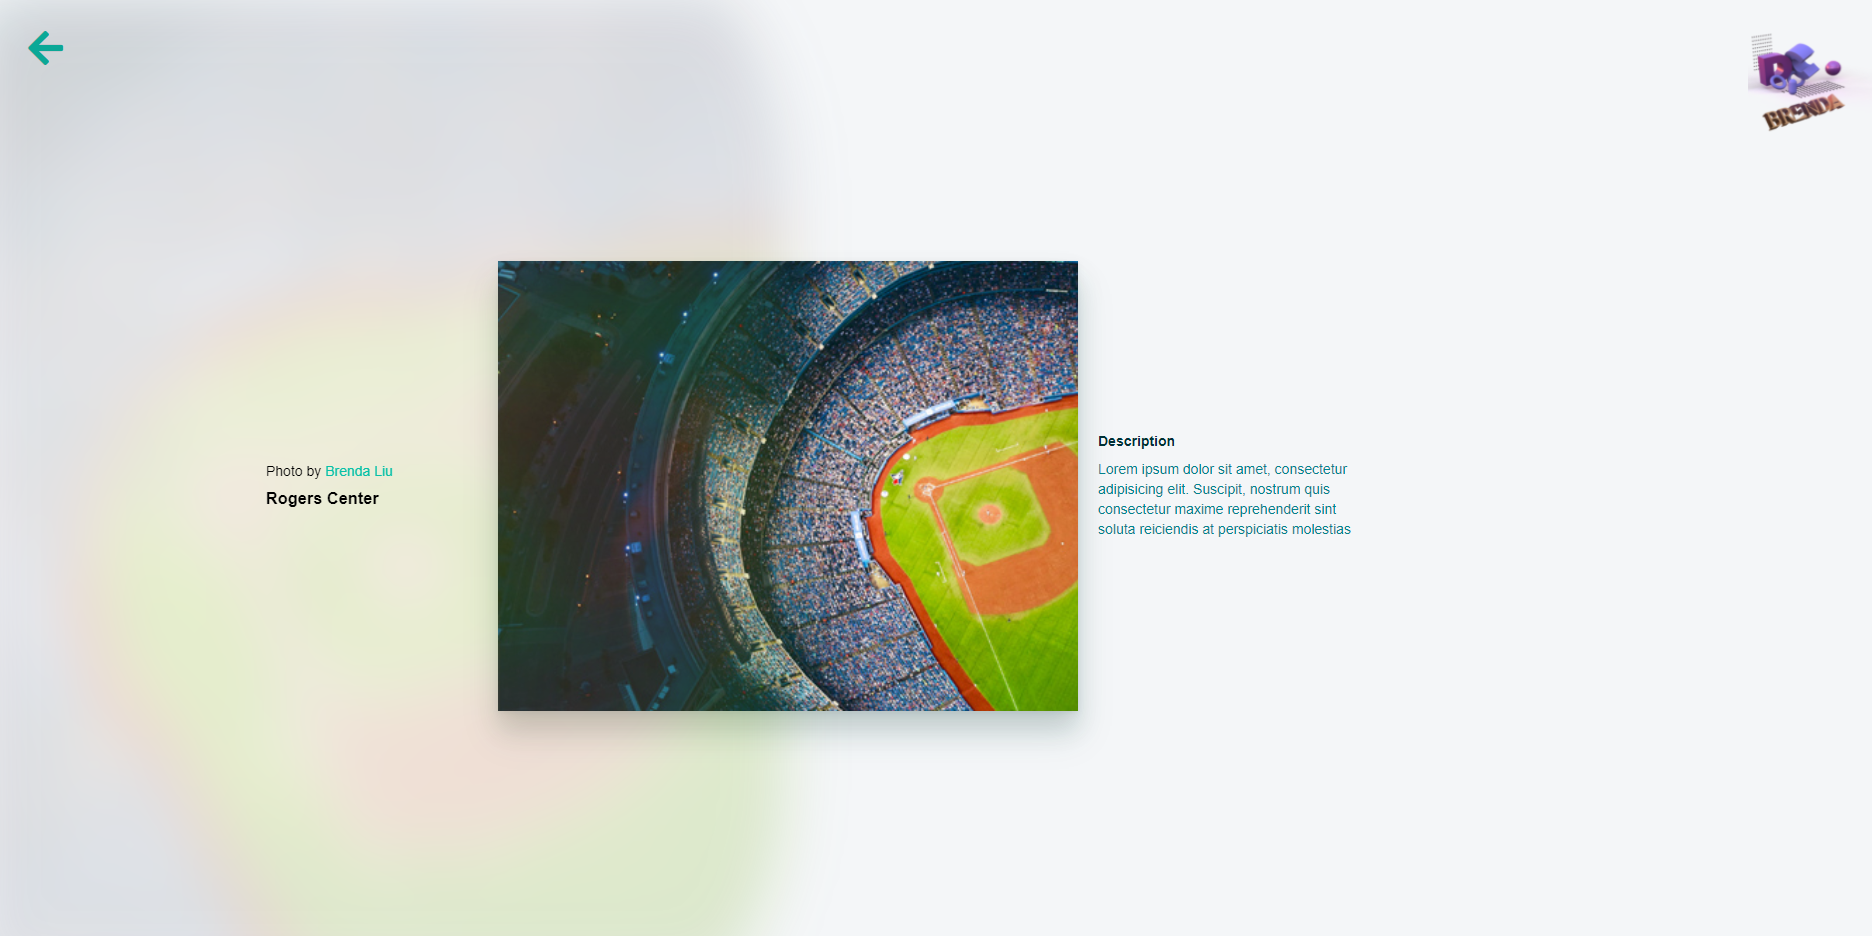 BRENDA
Photo by Brenda Liu
Rogers Center
Description
Lorem ipsum dolor sit amet, consectetur
adipisicing elit. Suscipit, nostrum quis
consectetur maxime reprehenderit sint
soluta reiciendis at perspiciatis molestias